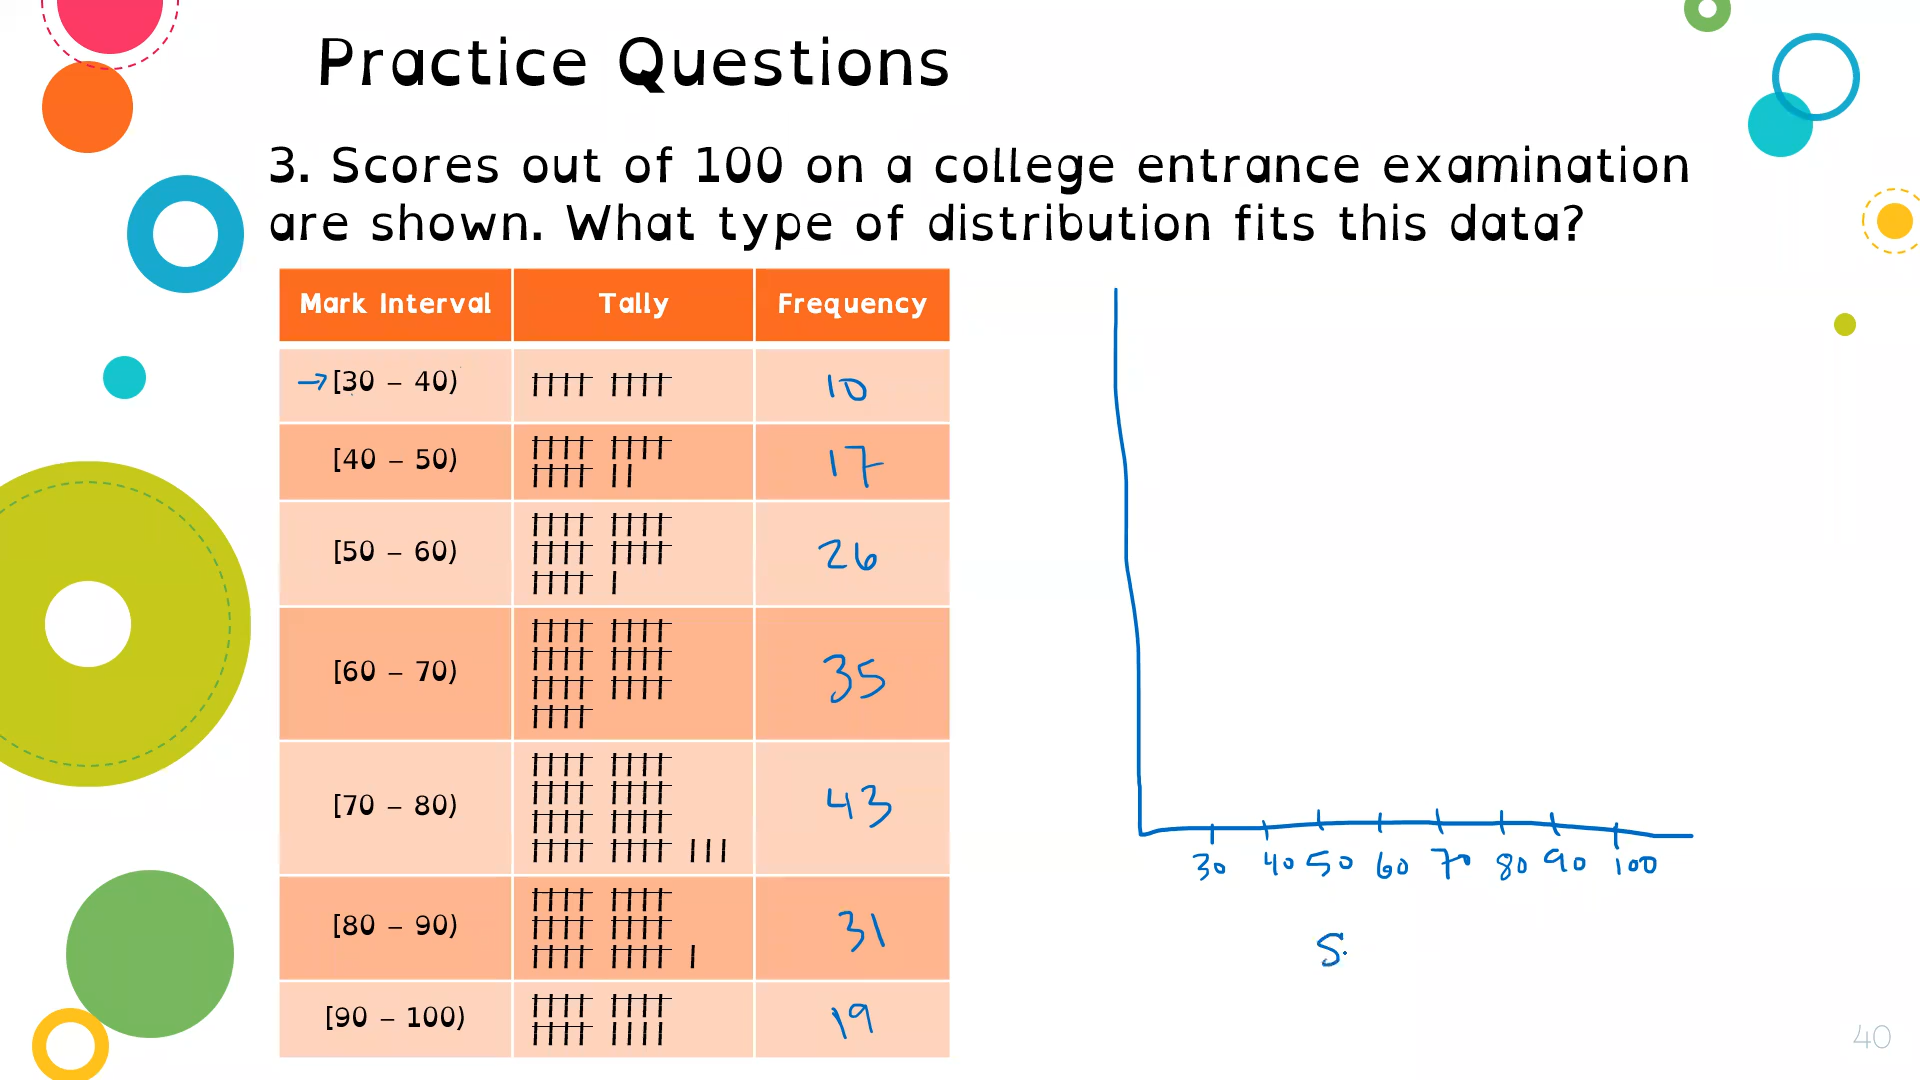 Practice Questions
3. Scores out of 100 on a college entrance examination
are shown. What type of distribution fits this data?
Mark Interval Tally Frequency
→ [30 – 40) 10
[40 – 50) 17
[50 – 60) 26
[60 – 70) 35
[70 – 80) 43
[80 – 90) 31
[90 – 100) 19
30 40 50 60 70 80 90 100
S
40